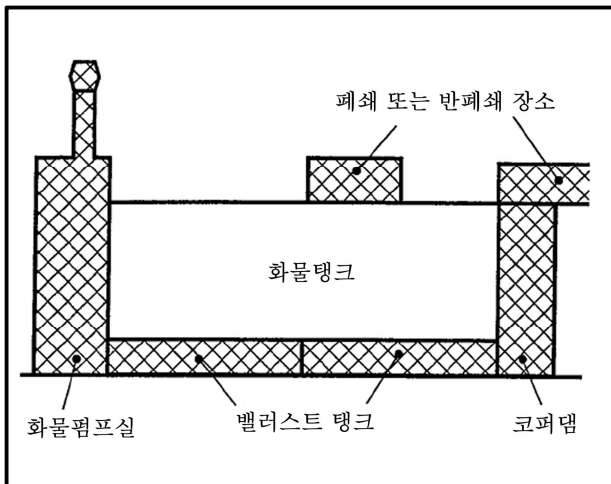 폐쇄 또는 반폐쇄 장소
화물탱크
화물펌프실
밸러스트 탱크
코퍼댐